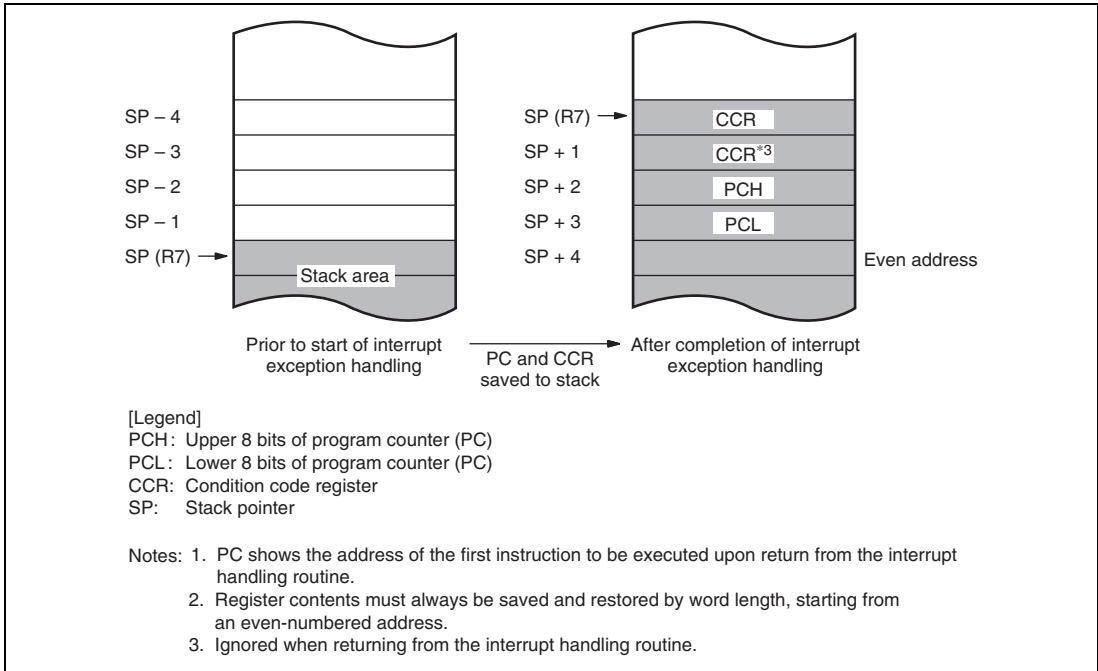 SP – 4
SP – 3
SP – 2
SP – 1
SP (R7)
Stack area
SP (R7)
SP + 1
SP + 2
SP + 3
SP + 4
CCR
CCR*3
PCH
PCL
Even address
Prior to start of interrupt
exception handling
PC and CCR
saved to stack
After completion of interrupt
exception handling
[Legend]
PCH: Upper 8 bits of program counter (PC)
PCL: Lower 8 bits of program counter (PC)
CCR: Condition code register
SP: Stack pointer
Notes: 1. PC shows the address of the first instruction to be executed upon return from the interrupt
handling routine.
2. Register contents must always be saved and restored by word length, starting from
an even-numbered address.
3. Ignored when returning from the interrupt handling routine.